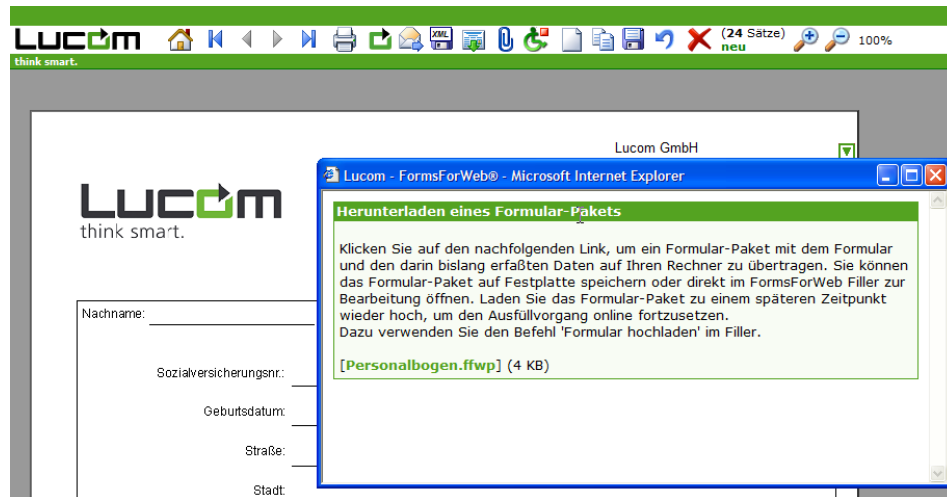 Lucom
think smart.
XML
(24 Sätze)
neu
100%
Lucom GmbH
Lucom
think smart.
Nachname:
Sozialversicherungsnr.:
Geburtsdatum:
Straße:
Stadt:
Lucom - FormsForWeb® - Microsoft Internet Explorer
Herunterladen eines Formular-Pakets
Klicken Sie auf den nachfolgenden Link, um ein Formular-Paket mit dem Formular
und den darin bislang erfaßten Daten auf Ihren Rechner zu übertragen. Sie können
das Formular-Paket auf Festplatte speichern oder direkt im FormsForWeb Filler zur
Bearbeitung öffnen. Laden Sie das Formular-Paket zu einem späteren Zeitpunkt
wieder hoch, um den Ausfüllvorgang online fortzusetzen.
Dazu verwenden Sie den Befehl 'Formular hochladen' im Filler.
[Personalbogen.ffwp] (4 KB)